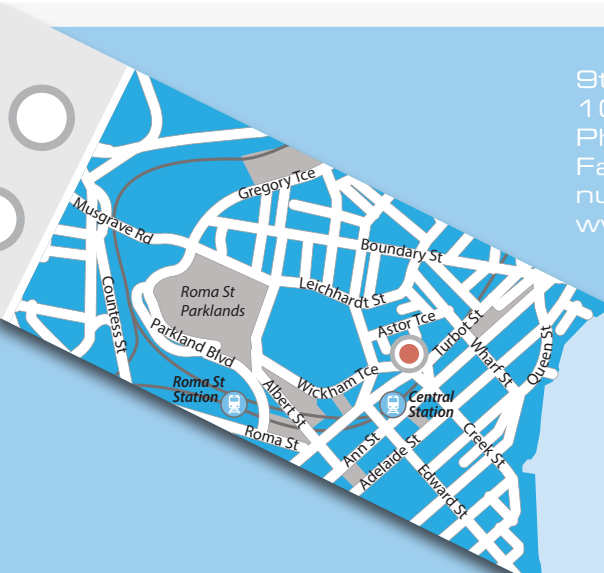 Gregory Tce
Musgrave Rd
Boundary St
Countess St
Roma St
Parklands
Leichhardt St
Astor Tce
Turbot St
Parkland Blvd
Wharf St
Queen St
Wickham Tce
Roma St
Station
Albert St
Central
Station
Roma St
Ann St
Adelaide St
Creek St
Edward St